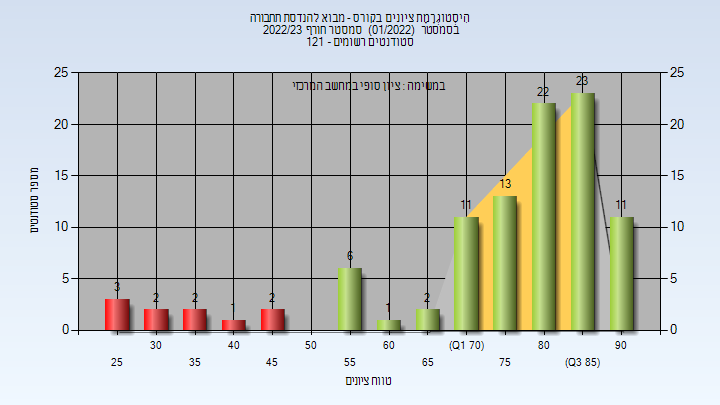 היסטוגרמת ציונים בקורס - מבוא להנדסת תחבורה
בסמסטר (01/2022) סמסטר חורף 2022/23
סטודנטים רשומים - 121
במשימה : ציון סופי במחשב המרכזי
25 25
20 20
15 15
10 10
5 5
0 0
מספר סטודנטים
3 2 2 1 2 6 1 2 11 13 22 23 11
30 40 50 60 (Q1 70) 80 90
25 35 45 55 65 75 (Q3 85)
טווח ציונים